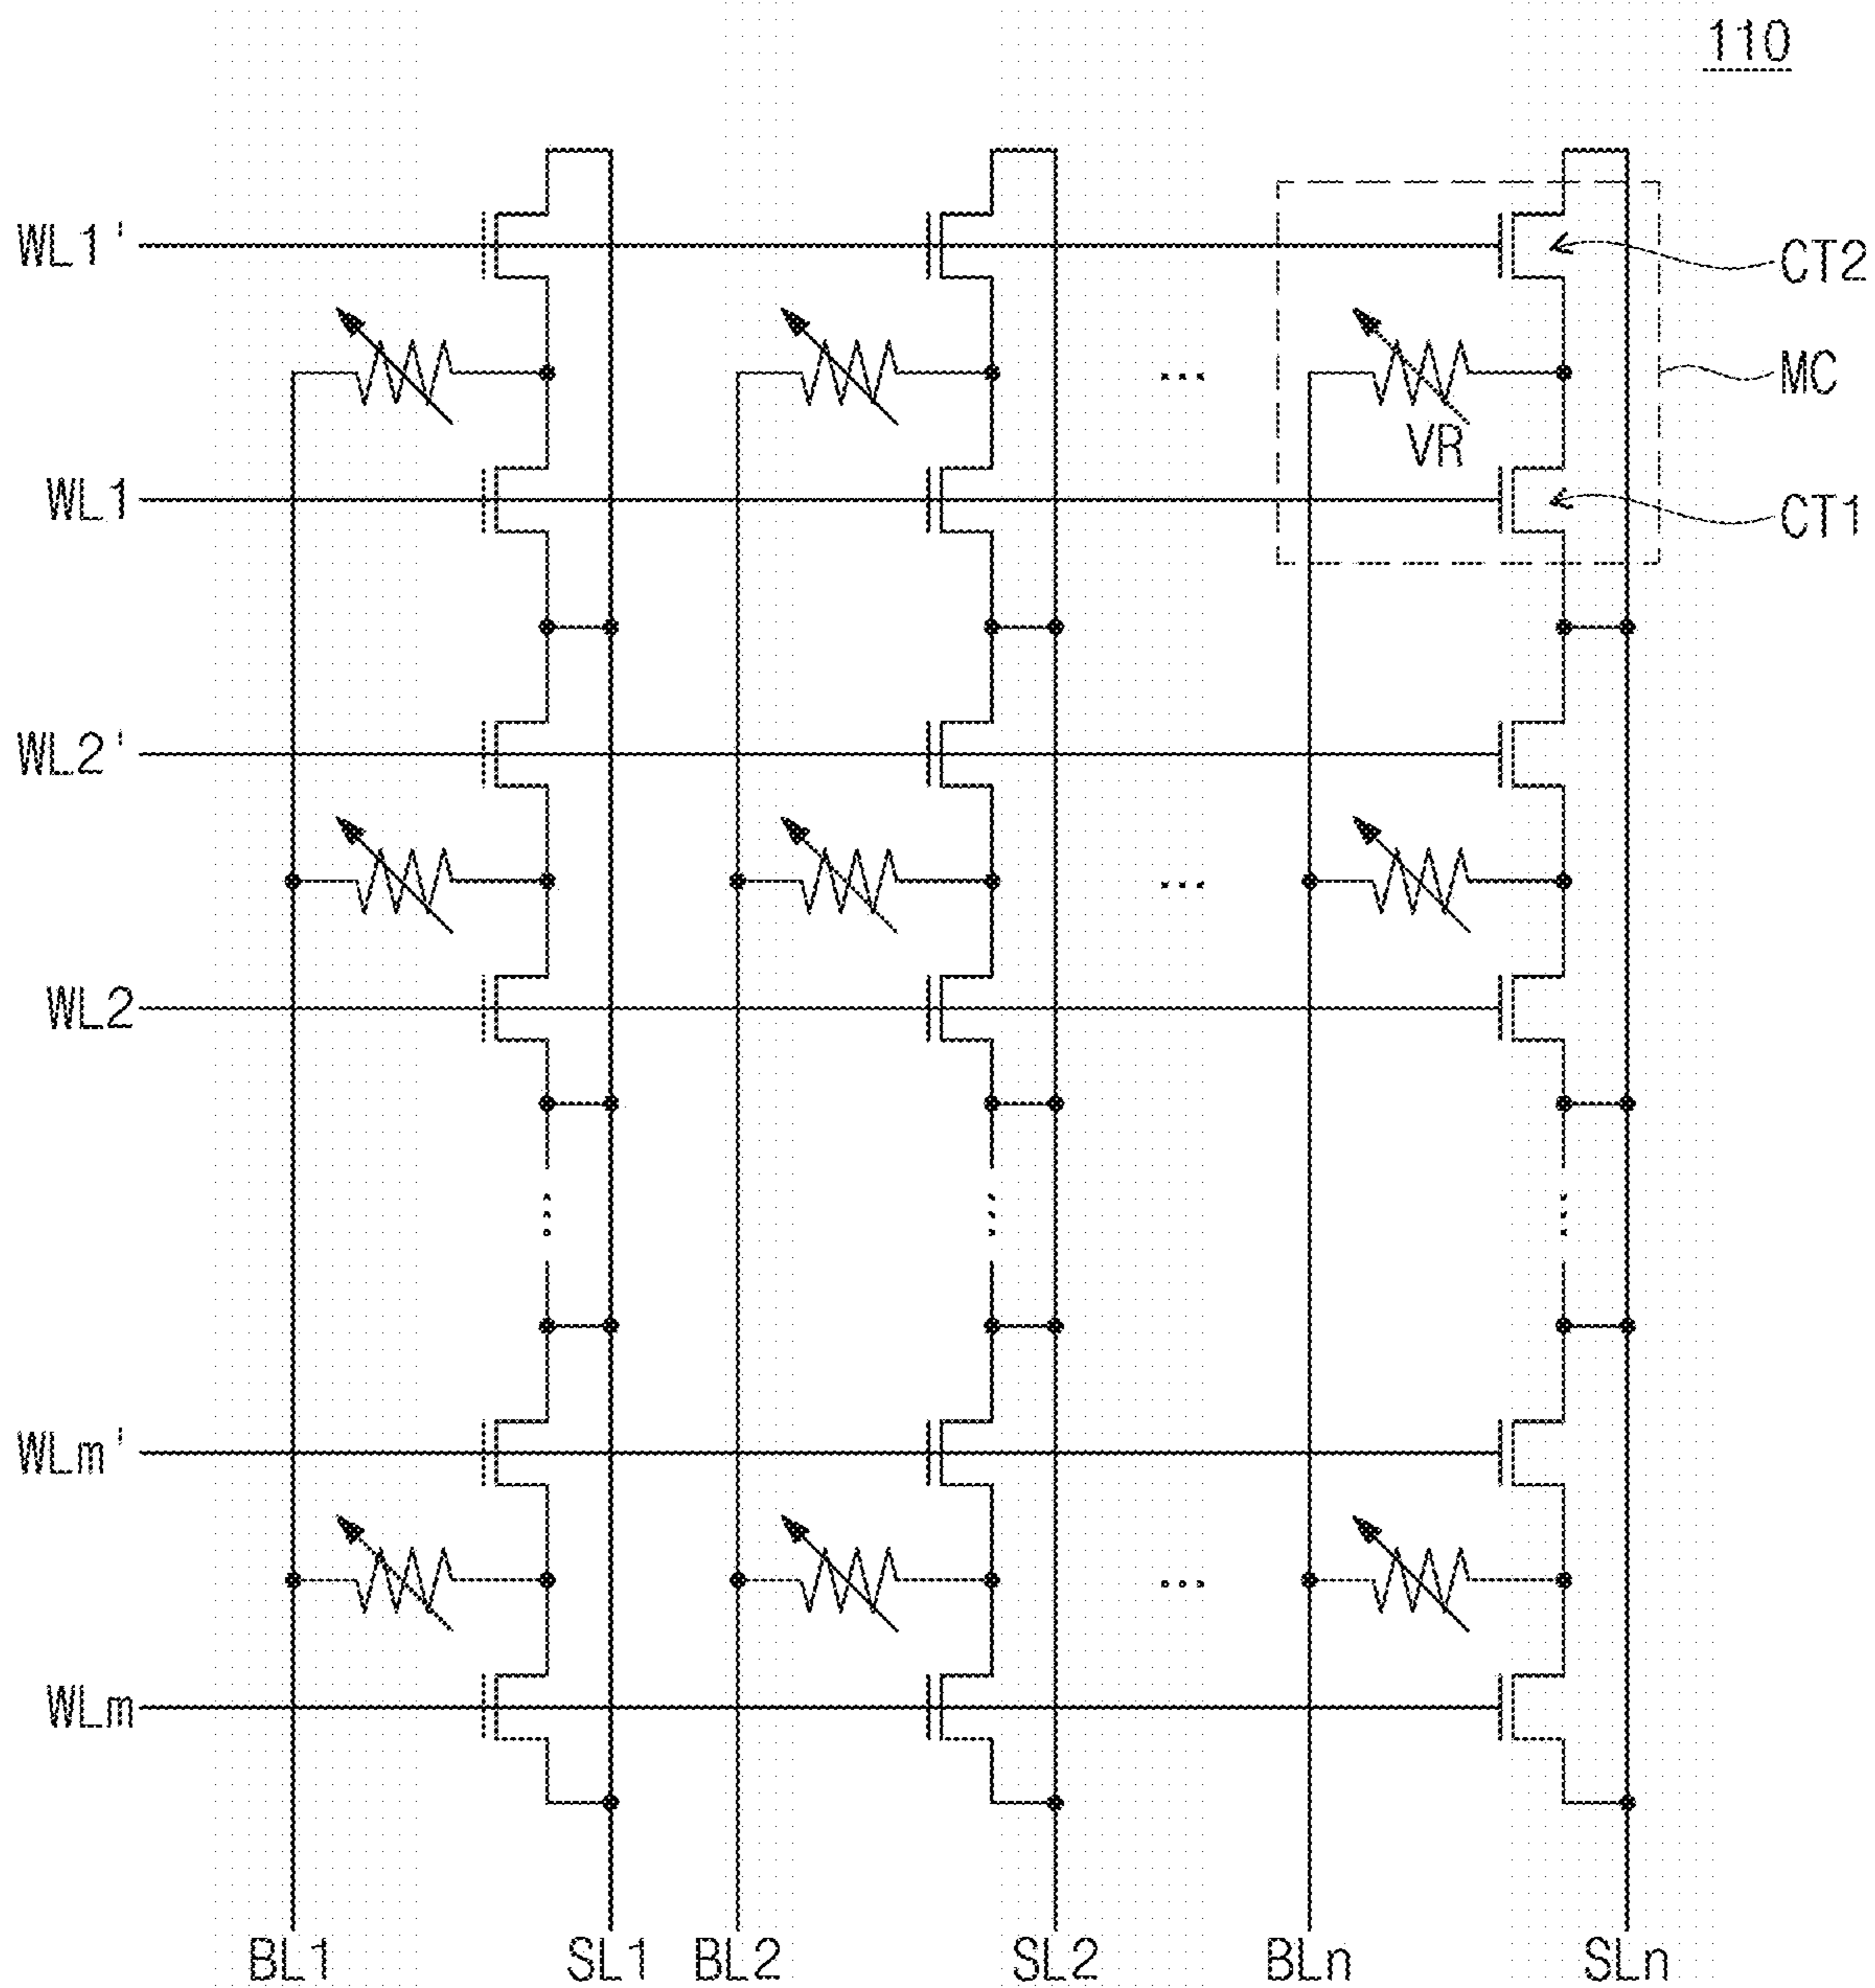 110
WL1'
CT2
MC
VR
WL1
CT1
WL2'
WL2
WLm'
WLm
BL1 SL1 BL2 SL2 BLn SLn